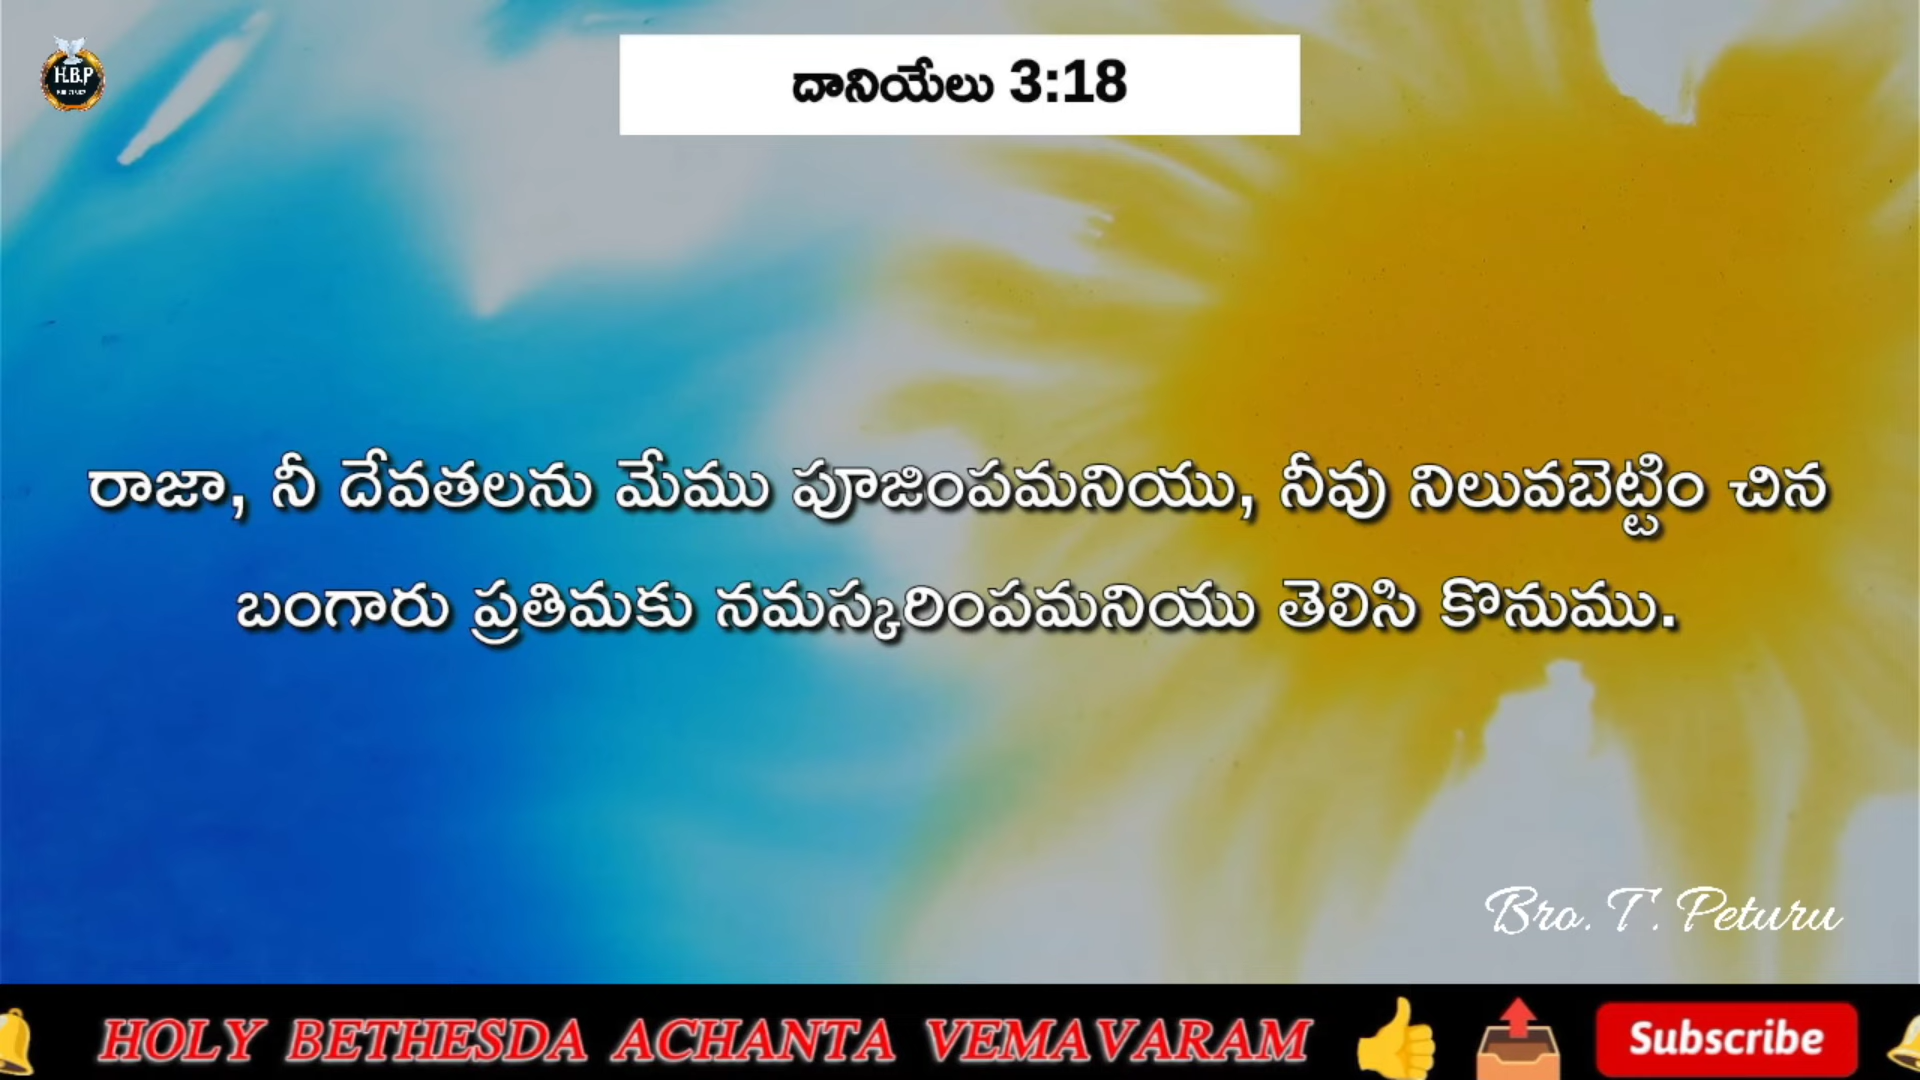 H.B.P
దానియేలు 3:18
రాజా, నీ దేవతలను మేము పూజింపమనియు, నీవు నిలువబెట్టిం చిన
బంగారు ప్రతిమకు నమస్కరింపమనియు తెలిసి కొనుము.
Bro. T. Peturu
HOLY BETHESDA ACHANTA VEMAVARAM
Subscribe